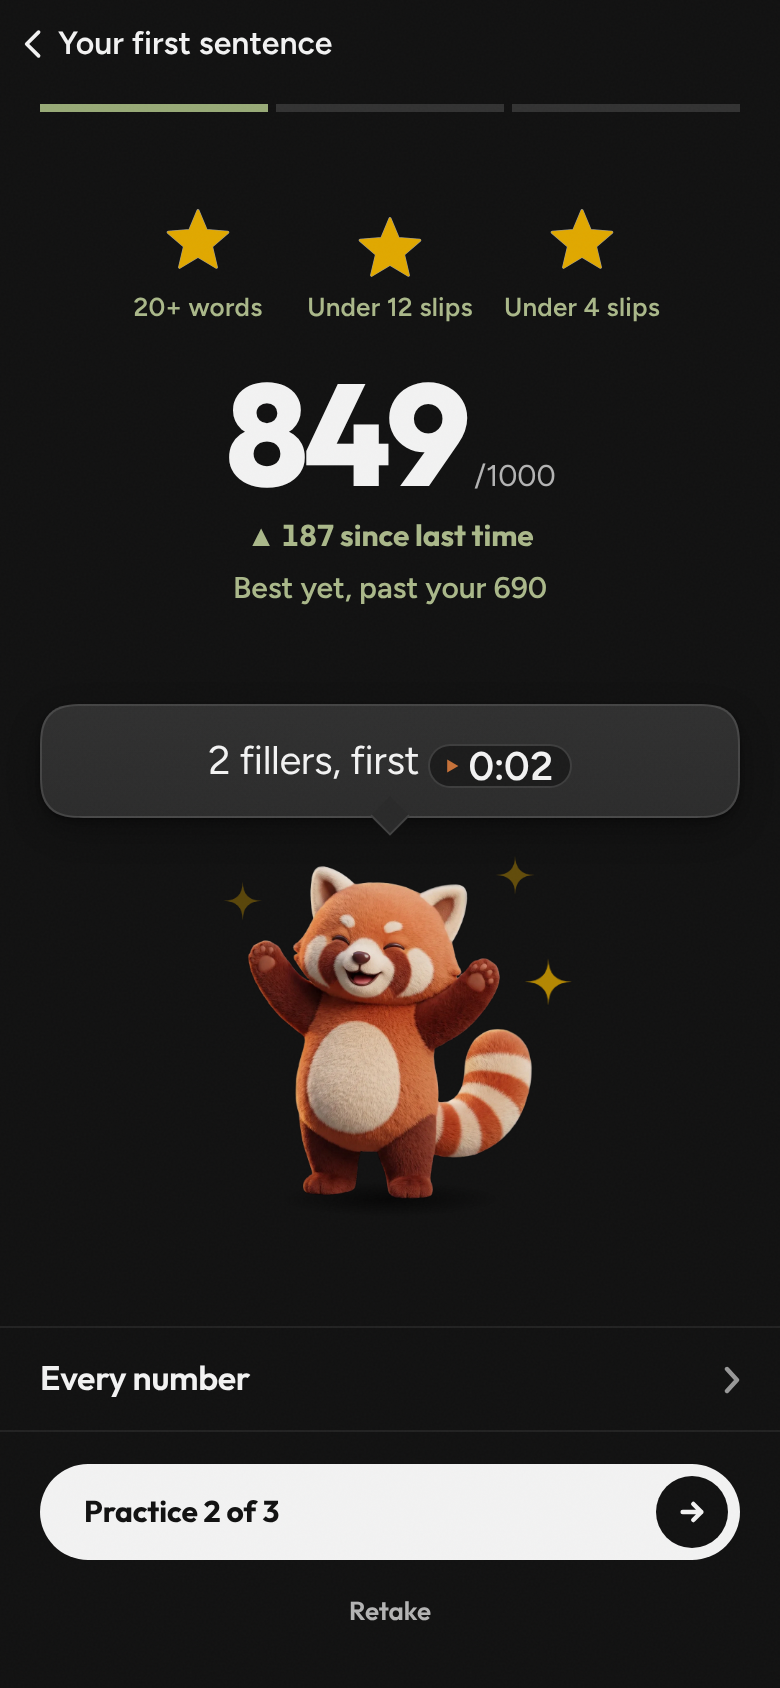 Your first sentence
20+ words
Under 12 slips
Under 4 slips
849 /1000
▲ 187 since last time
Best yet, past your 690
2 fillers, first ▶ 0:02
Every number
Practice 2 of 3
Retake